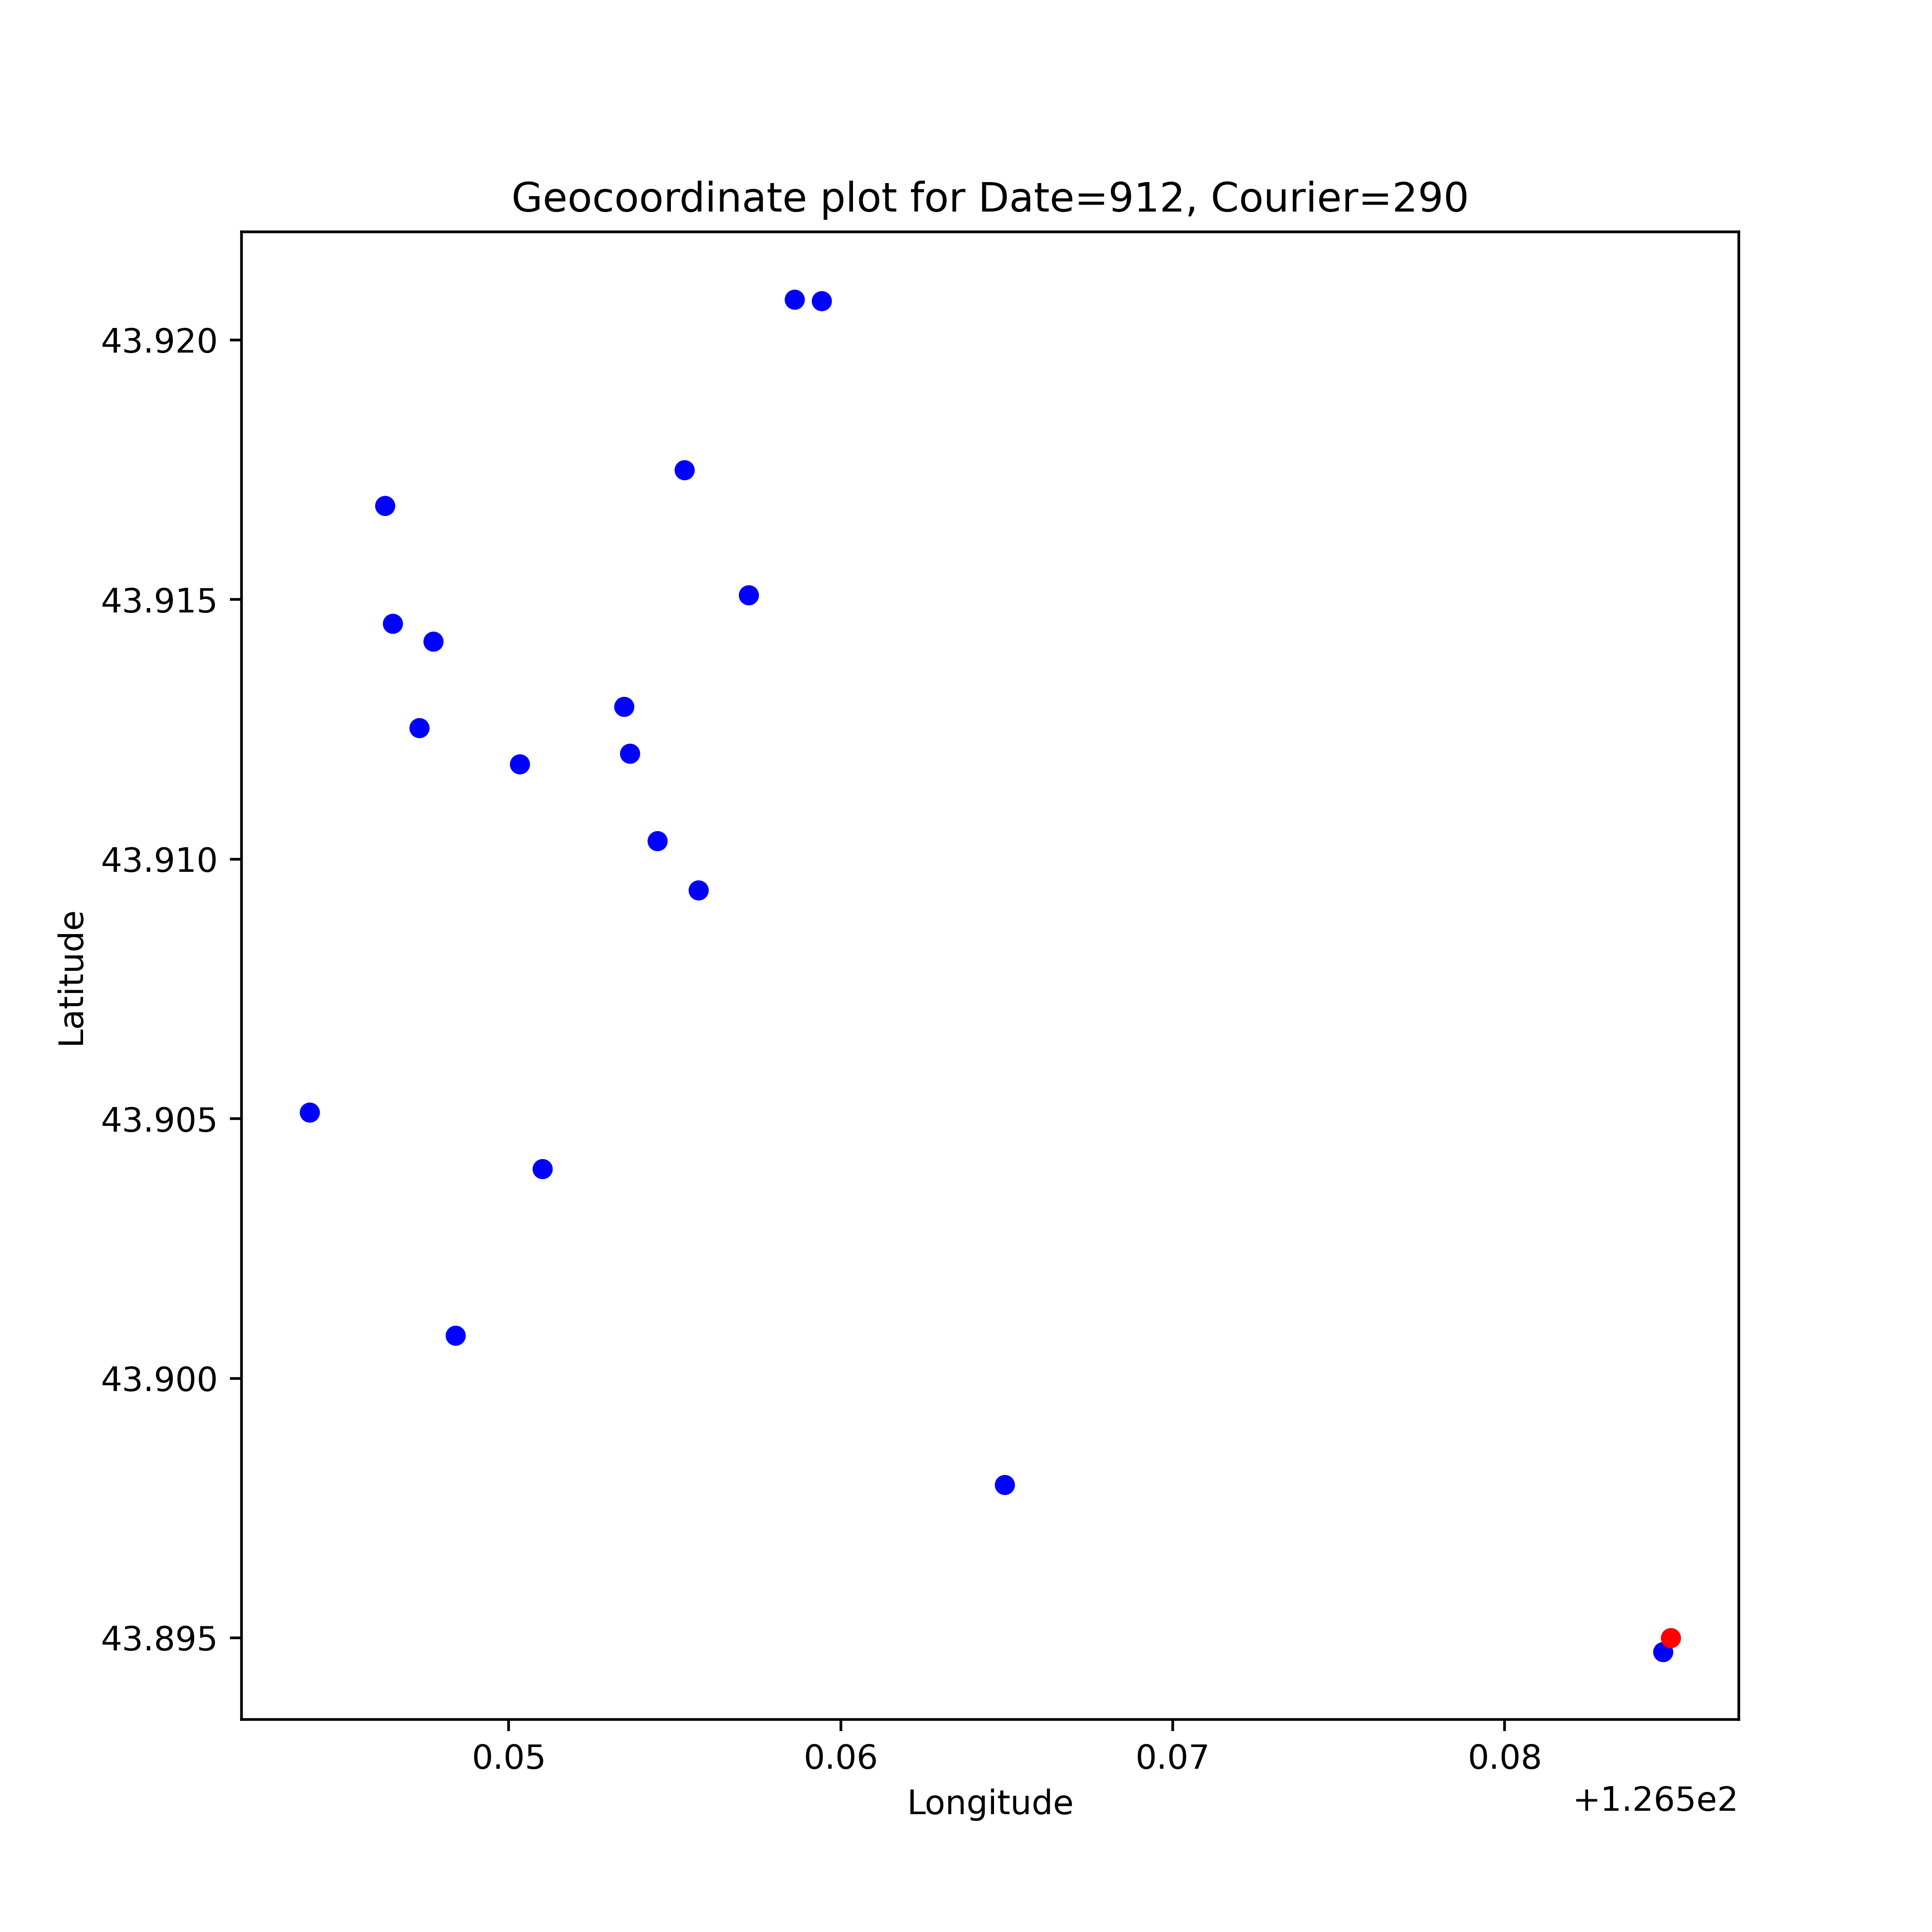 Geocoordinate plot for Date=912, Courier=290
43.920
43.915
43.910
43.905
43.900
43.895
Latitude
0.05 0.06 0.07 0.08
+1.265e2
Longitude